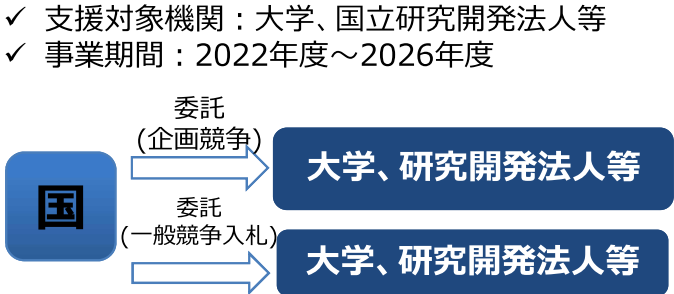 ✓ 支援対象機関：大学、国立研究開発法人等
✓ 事業期間：2022年度～2026年度
委託
(企画競争)
大学、研究開発法人等
国
委託
(一般競争入札)
大学、研究開発法人等